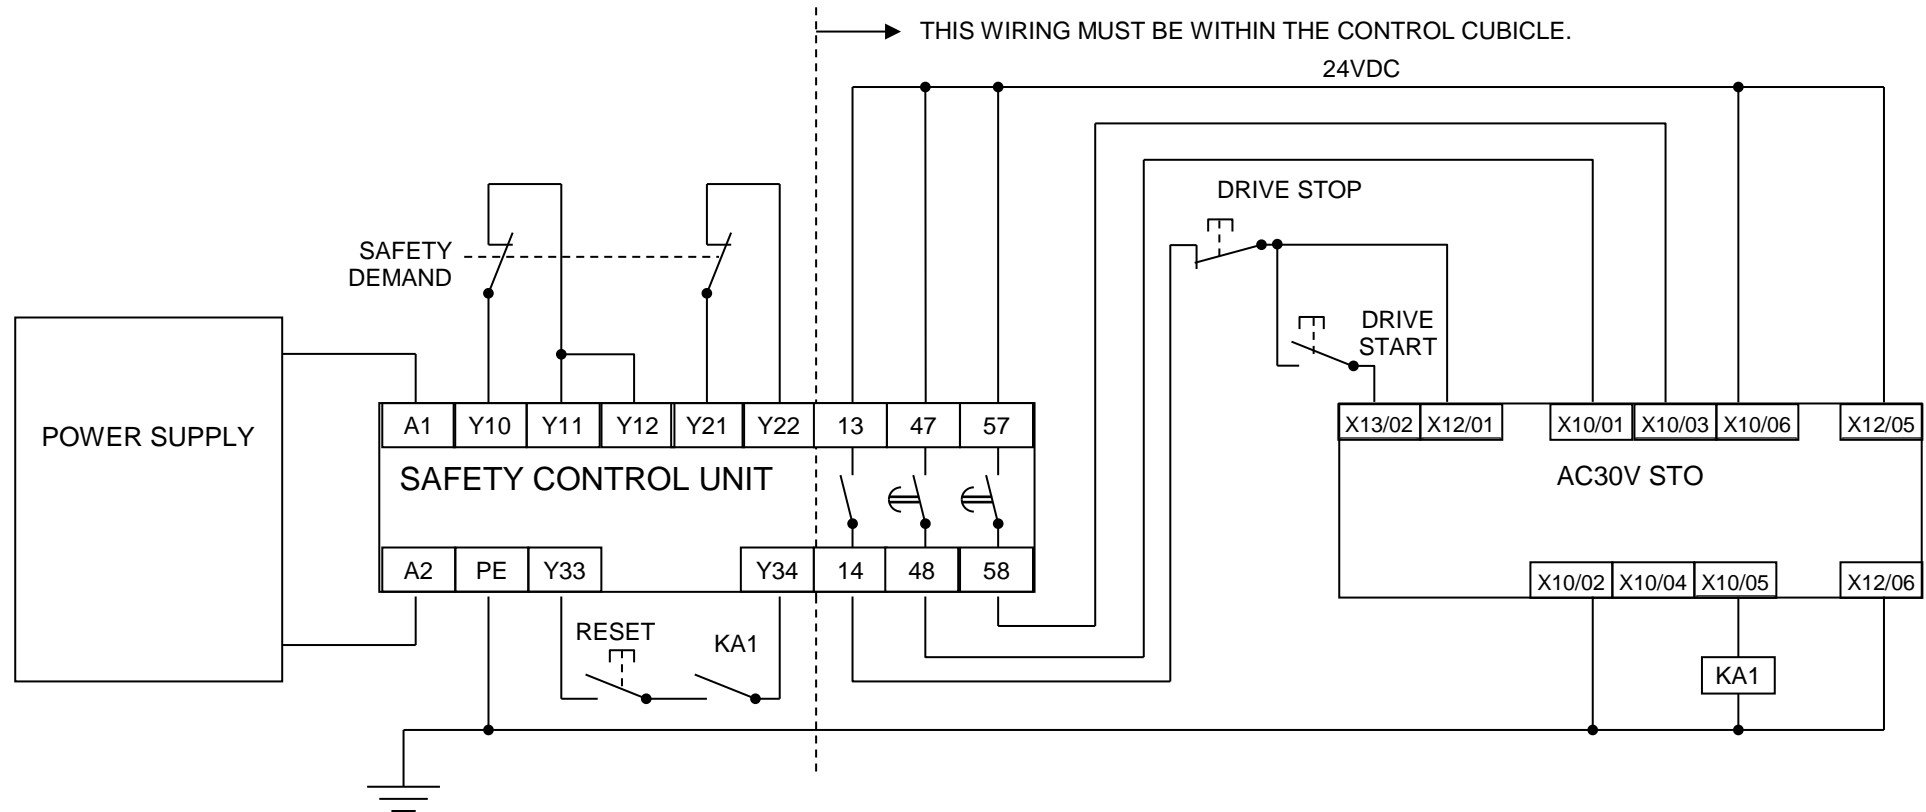 THIS WIRING MUST BE WITHIN THE CONTROL CUBICLE.
24VDC
DRIVE STOP
SAFETY
DEMAND
DRIVE
START
POWER SUPPLY
A1 Y10 Y11 Y12 Y21 Y22 13 47 57
X13/02 X12/01 X10/01 X10/03 X10/06 X12/05
SAFETY CONTROL UNIT
AC30V STO
A2 PE Y33 Y34 14 48 58
X10/02 X10/04 X10/05 X12/06
RESET
KA1
KA1